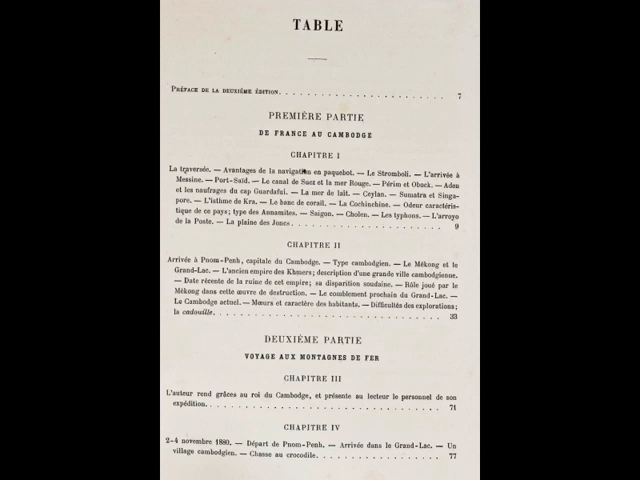 TABLE
PRÉFACE DE LA DEUXIÈME ÉDITION. . . . . . . . . . . . . . . . . . . . . . . 7
PREMIÈRE PARTIE
DE FRANCE AU CAMBODGE
CHAPITRE I
La traversée. — Avantages de la navigation en paquebot. — Le Stromboli. — L'arrivée à
Messine. — Port-Saïd. — Le canal de Suez et la mer Rouge. — Périm et Obock. — Aden
et les naufrages du cap Guardafui. — La mer de lait. — Ceylan. — Sumatra et Singa-
pore. — L'isthme de Kra. — Le banc de corail. — La Cochinchine. — Odeur caractéris-
tique de ce pays; type des Annamites. — Saigon. — Cholen. — Les typhons. — L'arroyo
de la Poste. — La plaine des Joncs. . . . . . . . . . . . . . . . . . . . . . . 9
CHAPITRE II
Arrivée à Pnom-Penh, capitale du Cambodge. — Type cambodgien. — Le Mékong et le
Grand-Lac. — L'ancien empire des Khmers; description d'une grande ville cambodgienne.
— Date récente de la ruine de cet empire; sa disparition soudaine. — Rôle joué par le
Mékong dans cette œuvre de destruction. — Le comblement prochain du Grand-Lac. —
Le Cambodge actuel. — Mœurs et caractère des habitants. — Difficultés des explorations;
la cadouille. . . . . . . . . . . . . . . . . . . . . . . 33
DEUXIÈME PARTIE
VOYAGE AUX MONTAGNES DE FER
CHAPITRE III
L'auteur rend grâces au roi du Cambodge, et présente au lecteur le personnel de son
expédition. . . . . . . . . . . . . . . . . . . . . . . 71
CHAPITRE IV
2-4 novembre 1880. — Départ de Pnom-Penh. — Arrivée dans le Grand-Lac. — Un
village cambodgien. — Chasse au crocodile. . . . . . . . . . . . . . . . . 77